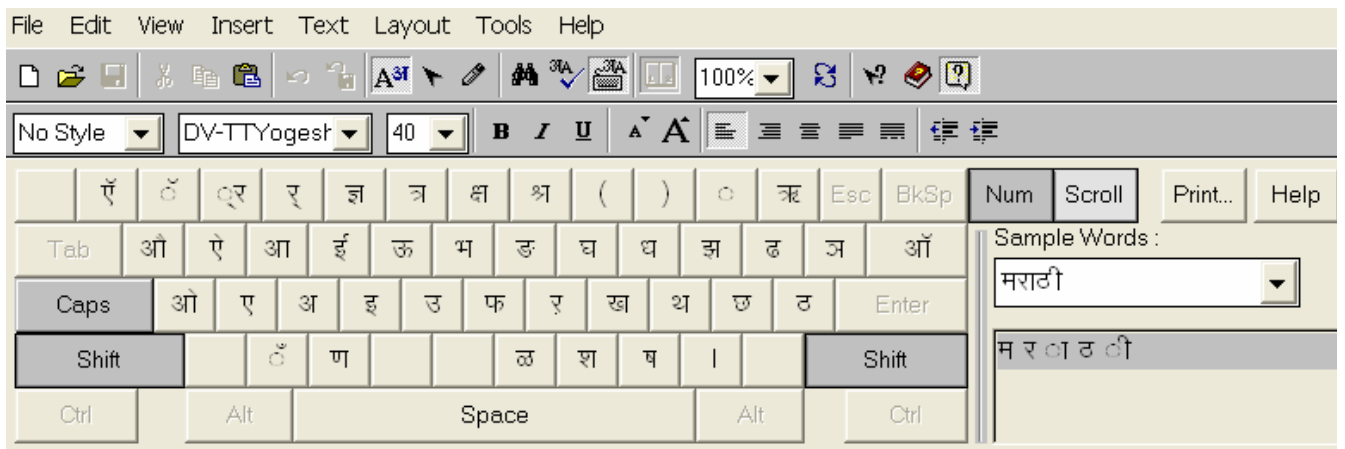 File Edit View Insert Text Layout Tools Help
100%
No Style DV-TTYogesh 40 B I U A A
ऍ ॅ ्र र् ज्ञ त्र क्ष श्र ( ) ः ऋ Esc BkSp Num Scroll Print... Help
Tab औ ऐ आ ई ऊ भ ङ घ ध झ ढ ञ ऑ Sample Words :
Caps ओ ए अ इ उ फ ऱ ख थ छ ठ Enter मराठी
Shift ँ ण ळ श ष । Shift म र ा ठ ी
Ctrl Alt Space Alt Ctrl